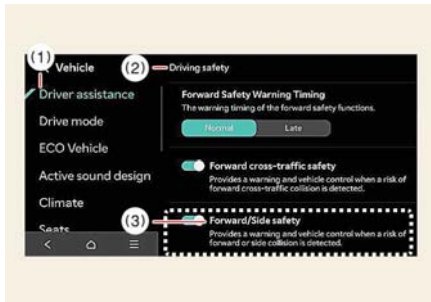 (1)
Vehicle
(2)
Driving safety
Driver assistance
Drive mode
ECO Vehicle
Active sound design
Climate
Seats
Forward Safety Warning Timing
The warning timing of the forward safety functions.
Normal
Late
Forward cross-traffic safety
Provides a warning and vehicle control when a risk of
forward cross-traffic collision is detected.
(3)
Forward/Side safety
Provides a warning and vehicle control when a risk of
forward or side collision is detected.